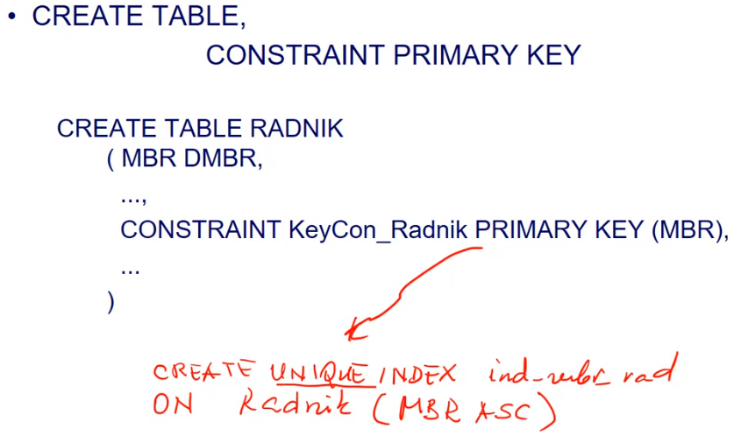 • CREATE TABLE,
CONSTRAINT PRIMARY KEY
CREATE TABLE RADNIK
( MBR DMBR,
...,
CONSTRAINT KeyCon_Radnik PRIMARY KEY (MBR),
...
)
CREATE UNIQUE INDEX rad
ON Radnik (MBR ASC)